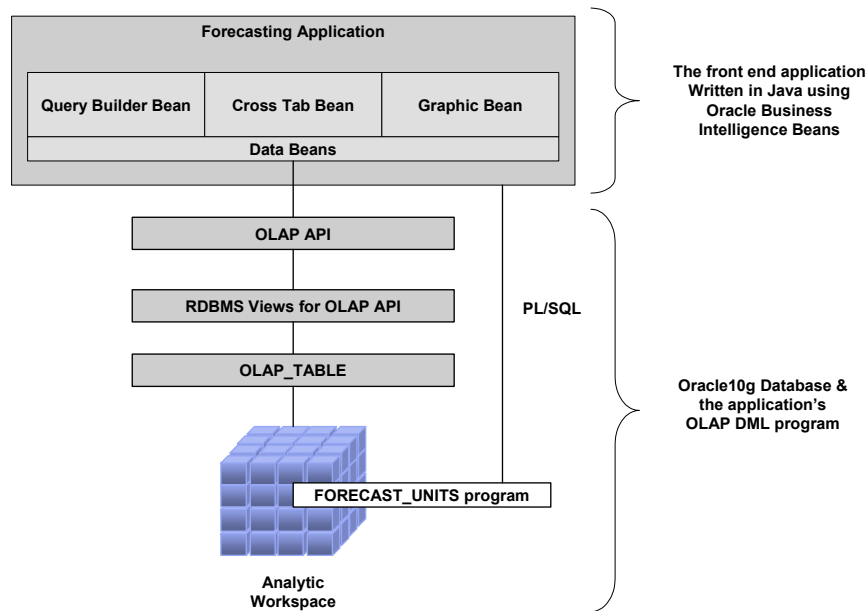 Forecasting Application
Query Builder Bean
Cross Tab Bean
Graphic Bean
Data Beans
The front end application
Written in Java using
Oracle Business
Intelligence Beans
OLAP API
RDBMS Views for OLAP API
PL/SQL
OLAP_TABLE
Oracle10g Database &
the application's
OLAP DML program
FORECAST_UNITS program
Analytic
Workspace